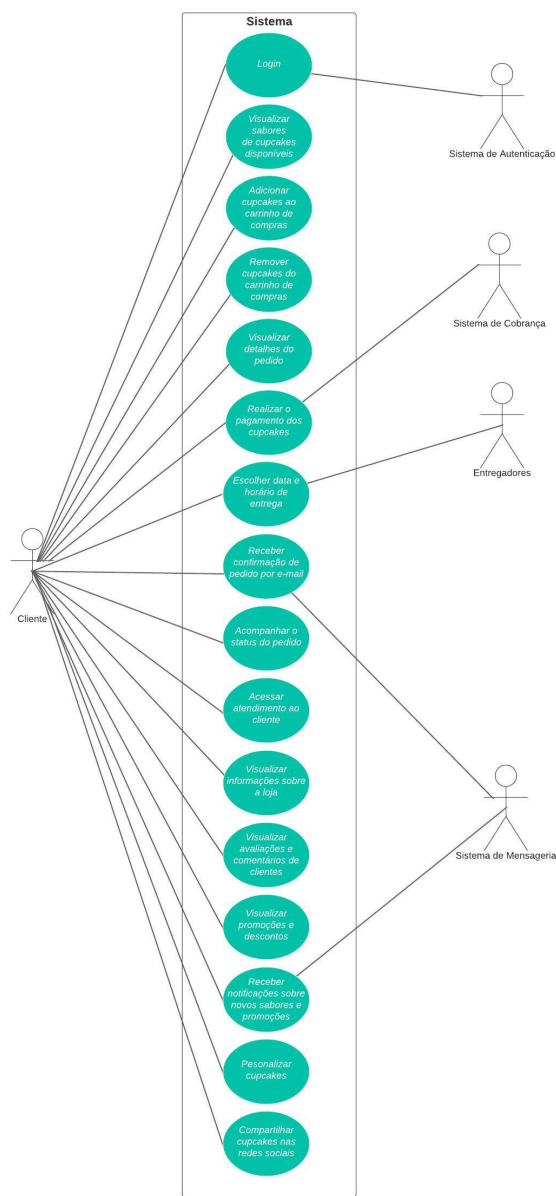 Sistema
Login
Sistema de Autenticação
Visualizar
sabores
de cupcakes
disponíveis
Adicionar
cupcakes ao
carrinho de
compras
Remover
cupcakes do
carrinho de
compras
Sistema de Cobrança
Visualizar
detalhes do
pedido
Realizar o
pagamento dos
cupcakes
Entregadores
Escolher data e
horário de
entrega
Receber
confirmação de
pedido por e-mail
Cliente
Acompanhar o
status do pedido
Acessar
atendimento ao
cliente
Visualizar
informações sobre
a loja
Visualizar
avaliações e
comentários de
clientes
Sistema de Mensageria
Visualizar
promoções e
descontos
Receber
notificações sobre
novos sabores e
promoções
Pesonalizar
cupcakes
Compartilhar
cupcakes nas
redes sociais